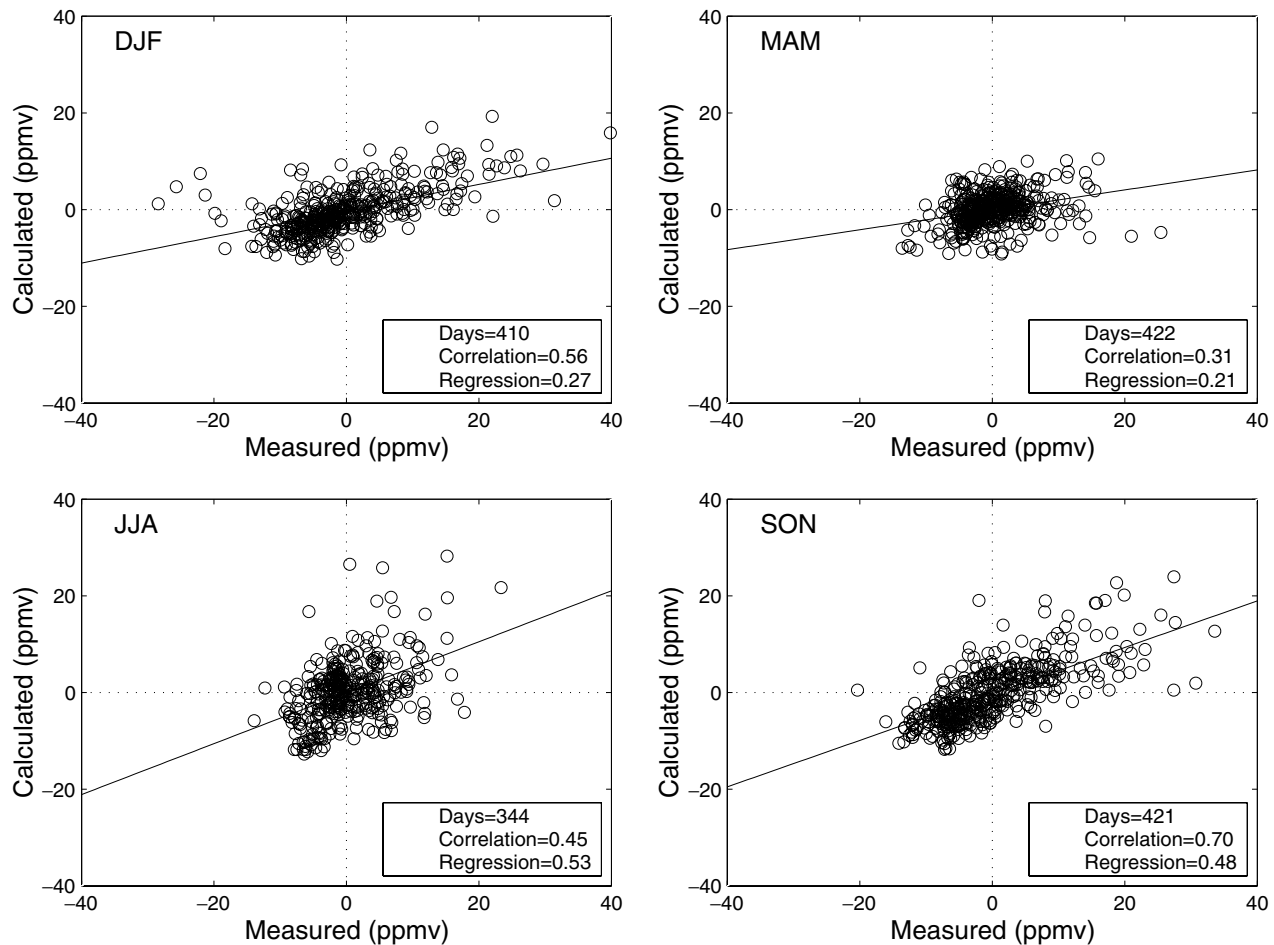 DJF
40
20
0
−20
−40
Calculated (ppmv)
Days=410
Correlation=0.56
Regression=0.27
−40 −20 0 20 40
Measured (ppmv)
MAM
40
20
0
−20
−40
Calculated (ppmv)
Days=422
Correlation=0.31
Regression=0.21
−40 −20 0 20 40
Measured (ppmv)
JJA
40
20
0
−20
−40
Calculated (ppmv)
Days=344
Correlation=0.45
Regression=0.53
−40 −20 0 20 40
Measured (ppmv)
SON
40
20
0
−20
−40
Calculated (ppmv)
Days=421
Correlation=0.70
Regression=0.48
−40 −20 0 20 40
Measured (ppmv)